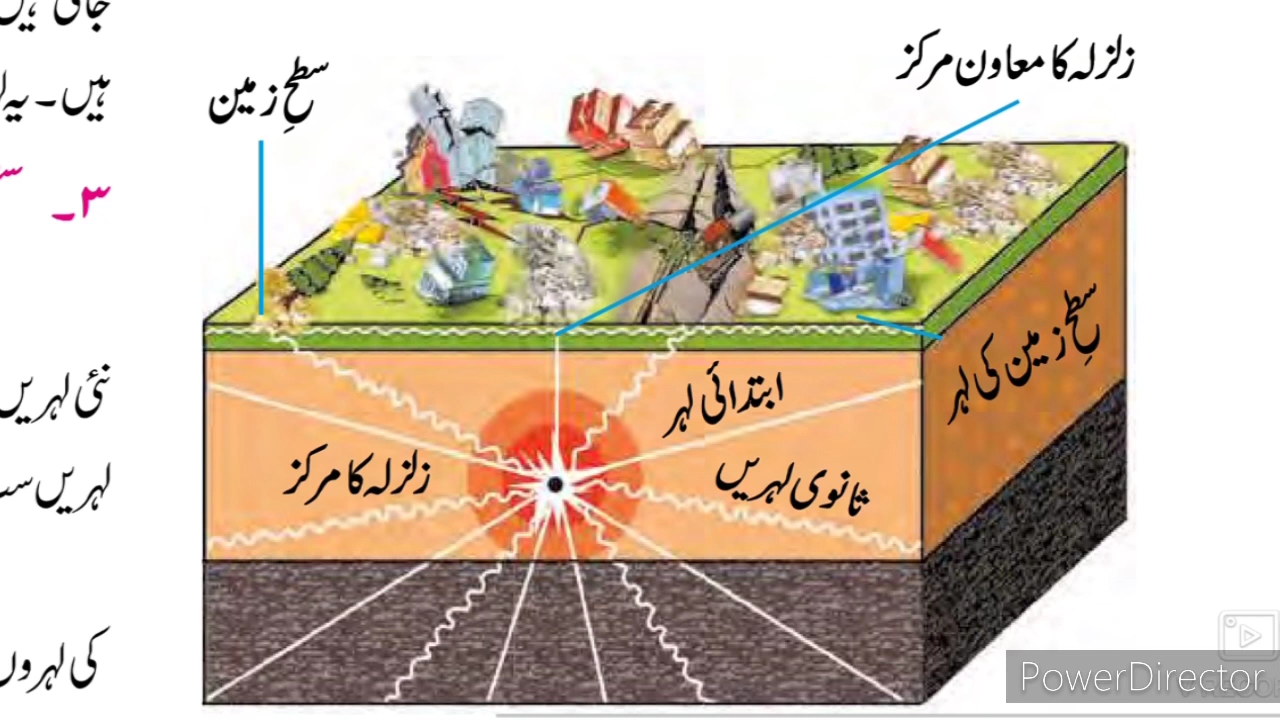 ہیں۔ یہ
۳۔
نئی لہریں
لہریں
کی لہروں
زلزلہ کا معاون مرکز
سطحِ زمین
ابتدائی لہر
سطحِ زمین کی لہر
زلزلہ کا مرکز
ثانوی لہریں
PowerDirector